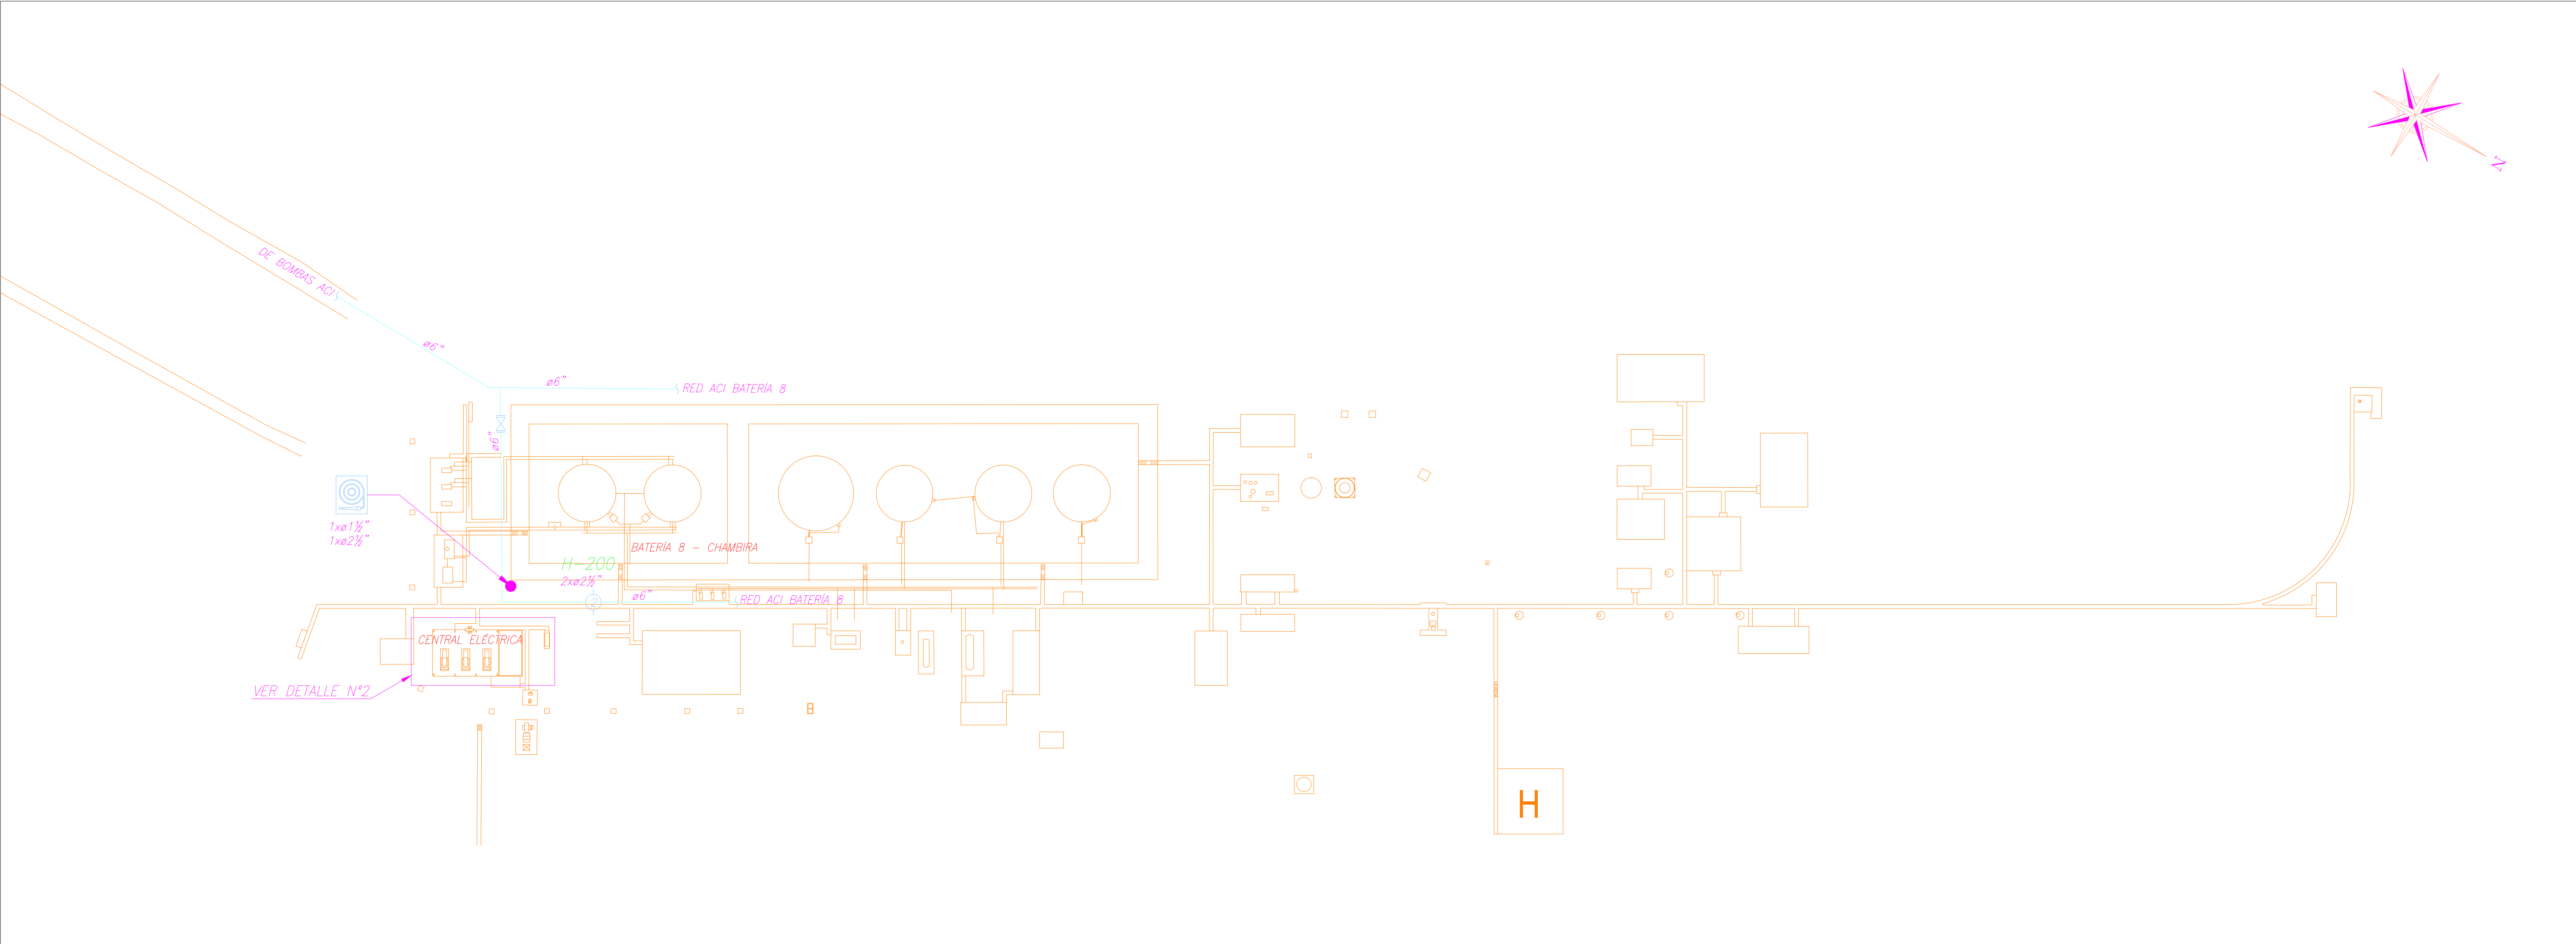 N
DE BOMBAS ACI
ø6"
ø6"
RED ACI BATERÍA 8
ø6"
1xø1½"
1xø2½"
BATERÍA 8 - CHAMBIRA
H-200
2xø2½"
2
ø6"
RED ACI BATERÍA 8
CENTRAL ELÉCTRICA
VER DETALLE N°2
H